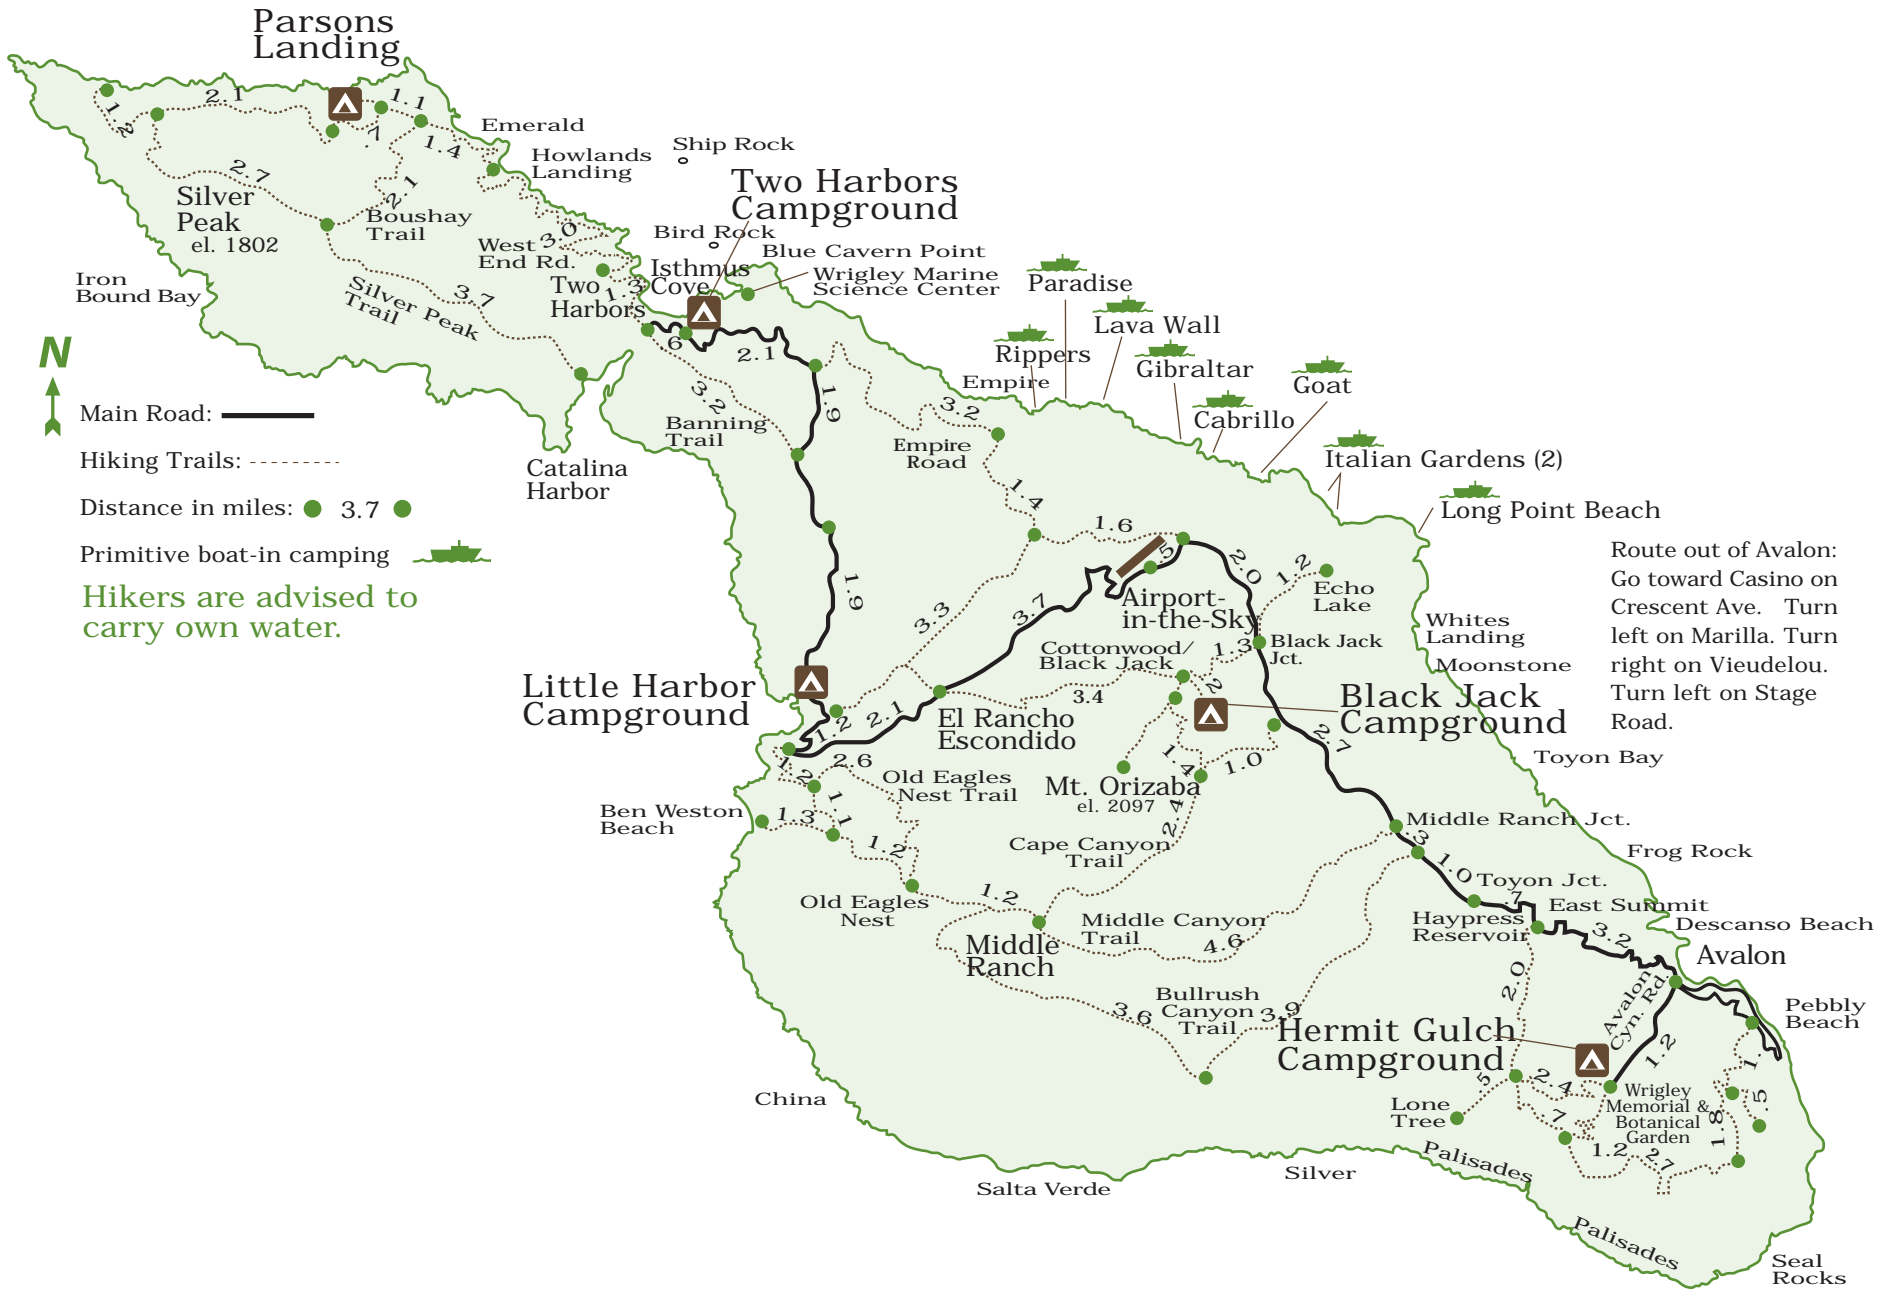 Parsons
Landing
2.1
1.1
1.2
.7
1.4
Emerald
Howlands
Landing
Ship Rock
2.7
Silver
Peak
el. 1802
2.1
Boushay
Trail
Two Harbors
Campground
Bird Rock
West
End Rd.
3.0
Blue Cavern Point
Isthmus
Cove
Wrigley Marine
Science Center
Two
Harbors
1.3
Iron
Bound Bay
Silver Peak
Trail
3.7
.6
2.1
Paradise
Lava Wall
Rippers
Gibraltar
Empire
Goat
Cabrillo
Italian Gardens (2)
Long Point Beach
N
Main Road:
Hiking Trails:
Distance in miles: 3.7
Primitive boat-in camping
Hikers are advised to
carry own water.
Catalina
Harbor
3.2
Banning
Trail
1.9
3.2
Empire
Road
1.4
1.6
.5
1.9
3.3
3.7
2.0
1.2
Airport-
in-the-Sky
Echo
Lake
Route out of Avalon:
Go toward Casino on
Crescent Ave. Turn
left on Marilla. Turn
right on Vieudelou.
Turn left on Stage
Road.
Whites
Landing
Moonstone
Cottonwood/
Black Jack
1.3
Black Jack
Jct.
3.4
.2
Little Harbor
Campground
Black Jack
Campground
1.2
2.1
El Rancho
Escondido
2.7
Toyon Bay
1.2
2.6
Old Eagles
Nest Trail
1.4
1.0
Mt. Orizaba
el. 2097
Ben Weston
Beach
1.3
1.1
1.2
2.4
Cape Canyon
Trail
Middle Ranch Jct.
.3
Frog Rock
1.0
Toyon Jct.
.7
Old Eagles
Nest
1.2
Middle
Ranch
Middle Canyon
Trail
4.6
Haypress
Reservoir
East Summit
Descanso Beach
3.2
Avalon
2.0
Avalon
Cyn. Rd.
Pebbly
Beach
3.6
Bullrush
Canyon
Trail
3.9
Hermit Gulch
Campground
1.2
1.
.5
2.4
Wrigley
Memorial &
Botanical
Garden
Lone
Tree
.7
1.2
2.7
1.8
.5
China
Salta Verde
Silver
Palisades
Palisades
Seal
Rocks